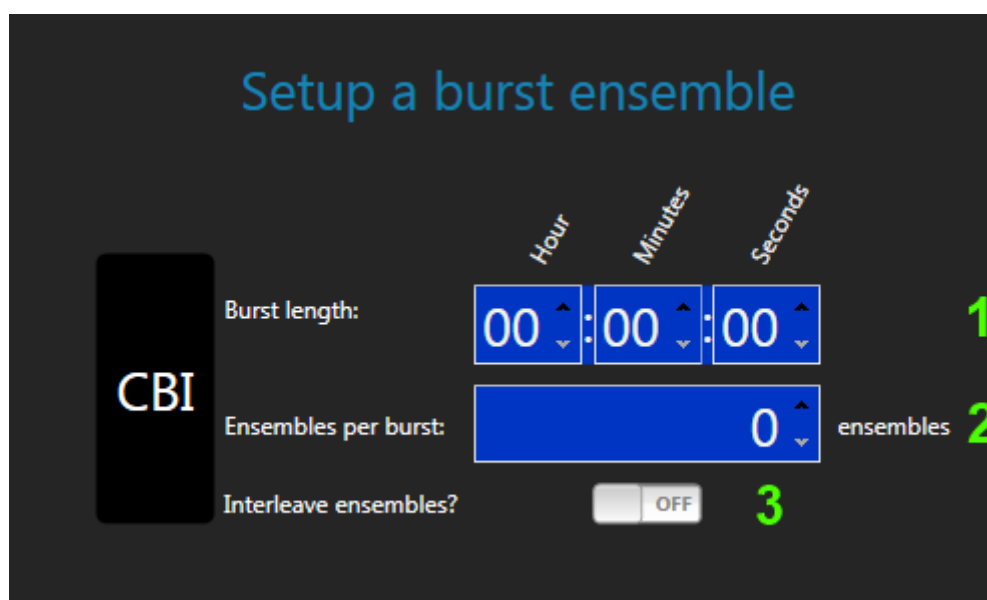 Setup a burst ensemble
Hour Minutes Seconds
Burst length: 00 : 00 : 00 1
CBI
Ensembles per burst: 0 ensembles 2
Interleave ensembles? OFF 3